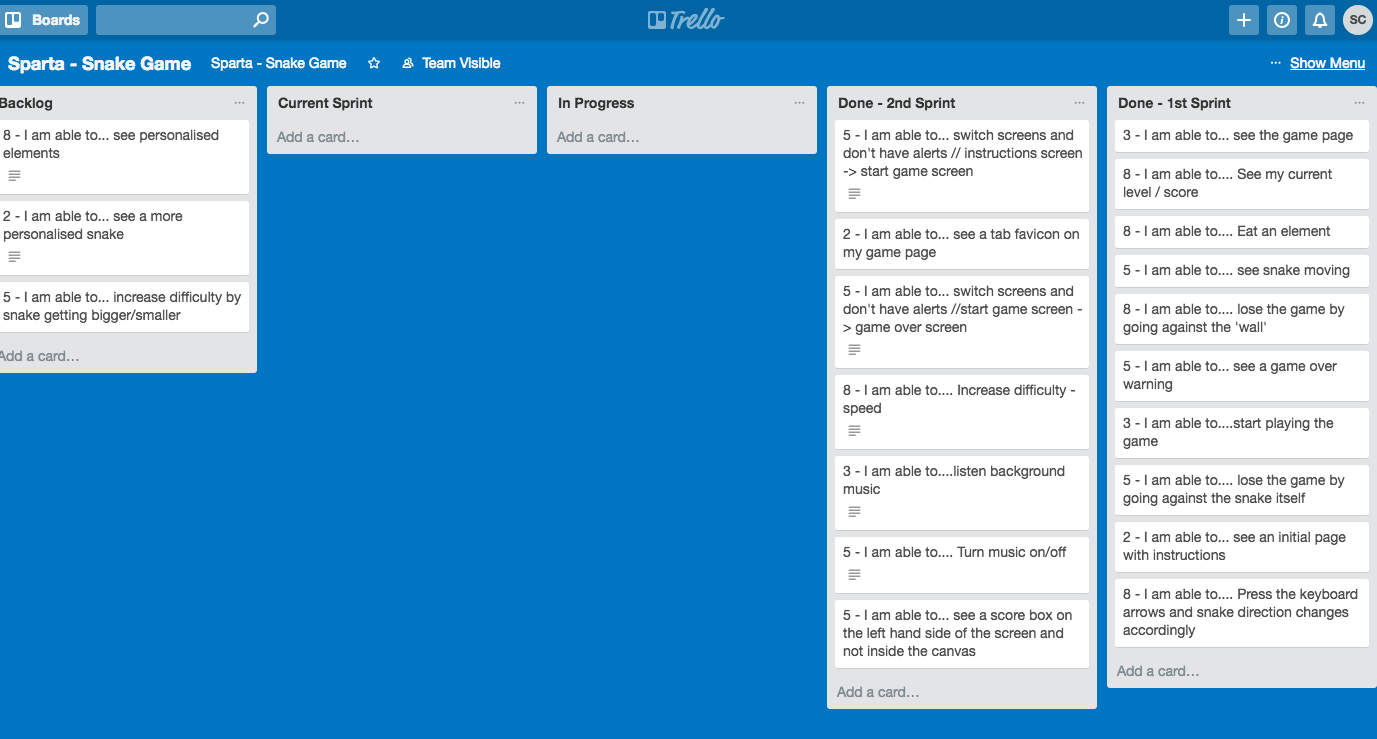 Boards
Trello
SC
Sparta - Snake Game
Sparta - Snake Game
Team Visible
... Show Menu
Backlog
...
8 - I am able to... see personalised
elements
2 - I am able to... see a more
personalised snake
5 - I am able to... increase difficulty by
snake getting bigger/smaller
Add a card…
Current Sprint
...
Add a card…
In Progress
...
Add a card…
Done - 2nd Sprint
...
5 - I am able to... switch screens and
don't have alerts // instructions screen
-> start game screen
2 - I am able to... see a tab favicon on
my game page
5 - I am able to... switch screens and
don't have alerts //start game screen -
> game over screen
8 - I am able to.... Increase difficulty -
speed
3 - I am able to....listen background
music
5 - I am able to.... Turn music on/off
5 - I am able to... see a score box on
the left hand side of the screen and
not inside the canvas
Add a card…
Done - 1st Sprint
...
3 - I am able to... see the game page
8 - I am able to.... See my current
level / score
8 - I am able to.... Eat an element
5 - I am able to.... see snake moving
8 - I am able to.... lose the game by
going against the 'wall'
5 - I am able to... see a game over
warning
3 - I am able to....start playing the
game
5 - I am able to.... lose the game by
going against the snake itself
2 - I am able to... see an initial page
with instructions
8 - I am able to.... Press the keyboard
arrows and snake direction changes
accordingly
Add a card…